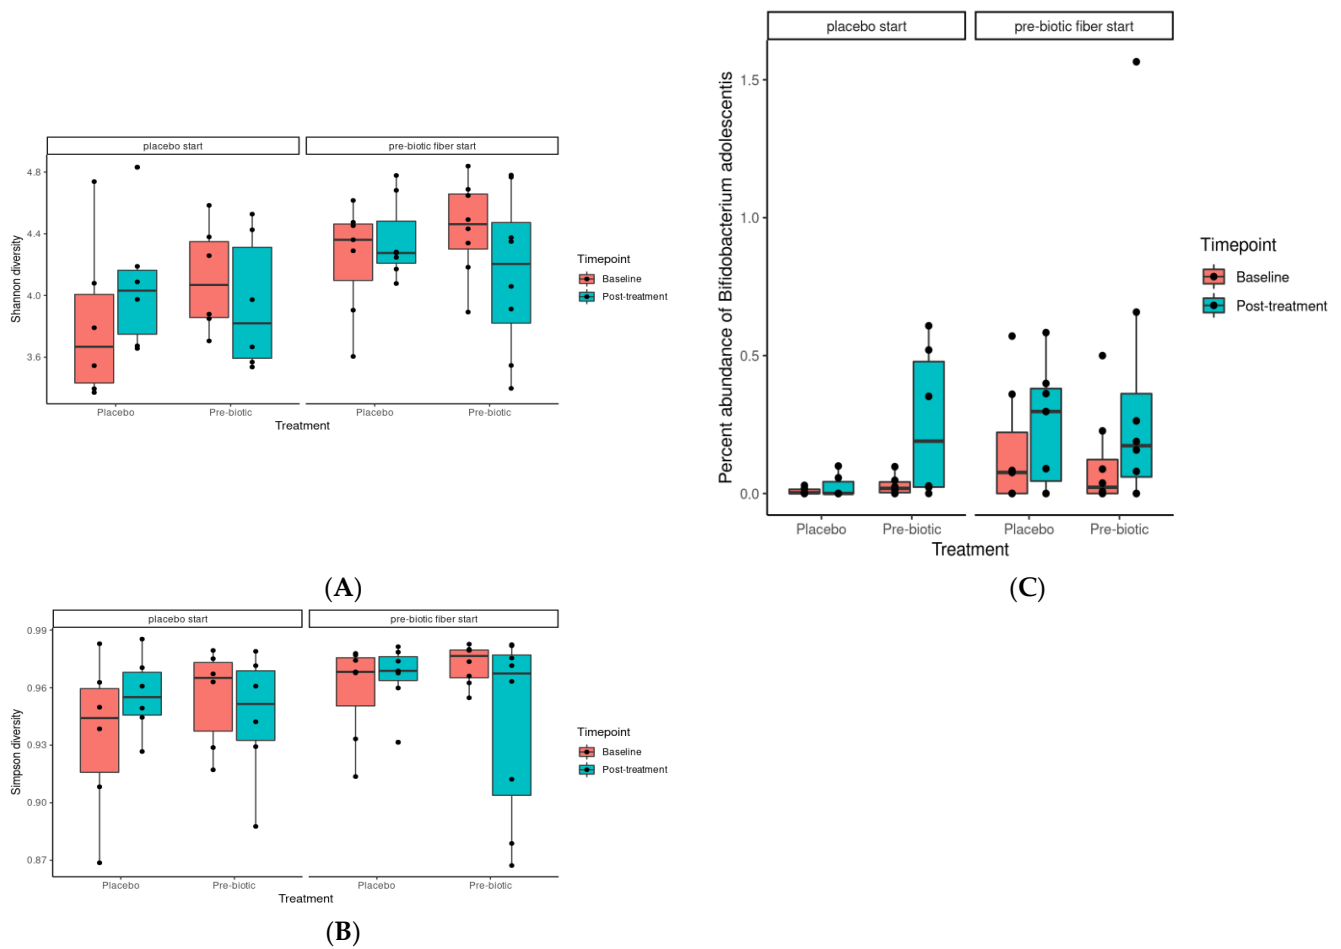 placebo start
pre-biotic fiber start
Shannon diversity
4.8
4.4
4.0
3.6
Placebo
Pre-biotic
Placebo
Pre-biotic
Treatment
Timepoint
Baseline
Post-treatment
(A)
placebo start
pre-biotic fiber start
Simpson diversity
0.99
0.96
0.93
0.90
0.87
Placebo
Pre-biotic
Placebo
Pre-biotic
Treatment
Timepoint
Baseline
Post-treatment
(B)
placebo start
pre-biotic fiber start
Percent abundance of Bifidobacterium adolescentis
1.5
1.0
0.5
0.0
Placebo
Pre-biotic
Placebo
Pre-biotic
Treatment
Timepoint
Baseline
Post-treatment
(C)